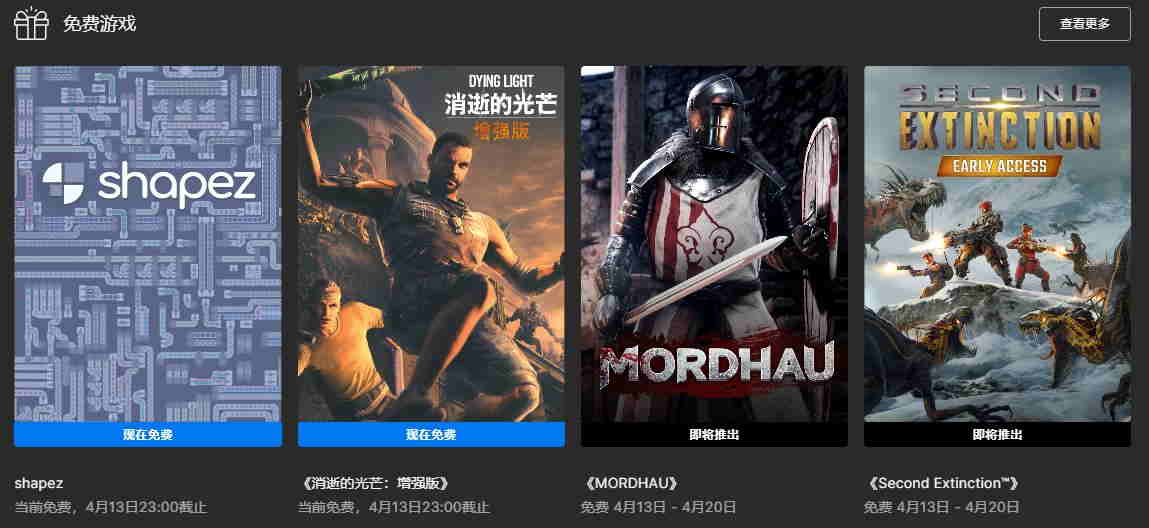 免费游戏
查看更多
shapez
DYING LIGHT
消逝的光芒
增强版
MORDHAU
SECOND
EXTINCTION
EARLY ACCESS
现在免费
现在免费
即将推出
即将推出
shapez
当前免费，4月13日23:00截止
《消逝的光芒：增强版》
当前免费，4月13日23:00截止
《MORDHAU》
免费 4月13日 - 4月20日
《Second Extinction™》
免费 4月13日 - 4月20日